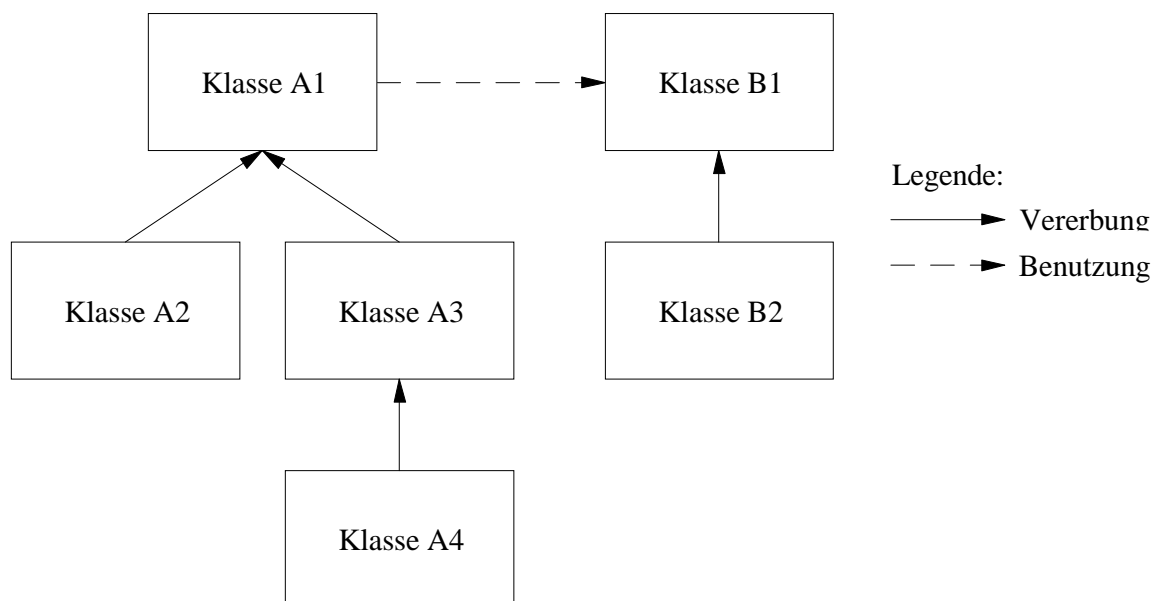 Klasse A1
Klasse B1
Legende:
Vererbung
Benutzung
Klasse A2
Klasse A3
Klasse B2
Klasse A4